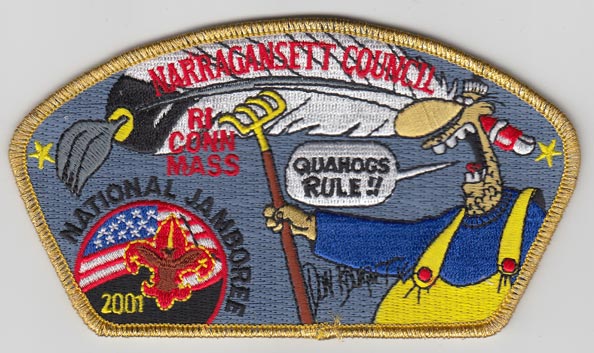 NARRAGANSETT COUNCIL
RI
CONN
MASS
QUAHOGS
RULE!!
NATIONAL JAMBOREE
2001